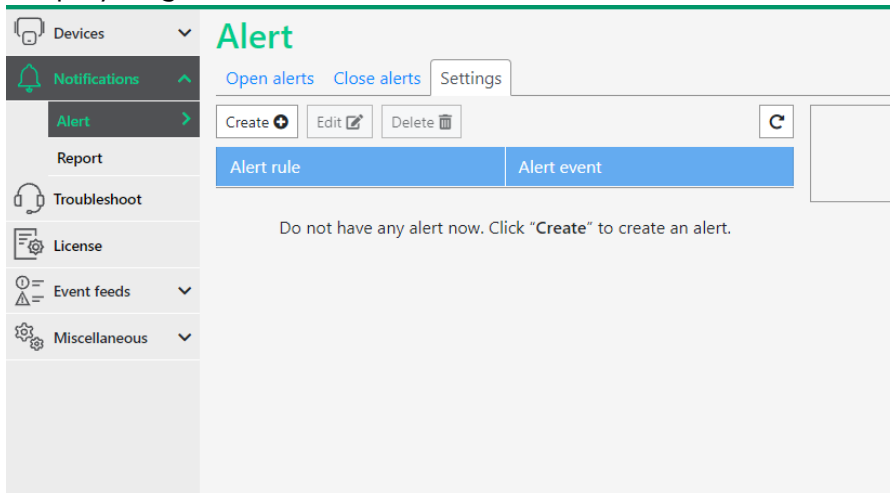 Devices
Notifications
Alert
Report
Troubleshoot
License
Event feeds
Miscellaneous
Alert
Open alerts Close alerts Settings
Create Edit Delete
Alert rule Alert event
Do not have any alert now. Click “Create” to create an alert.